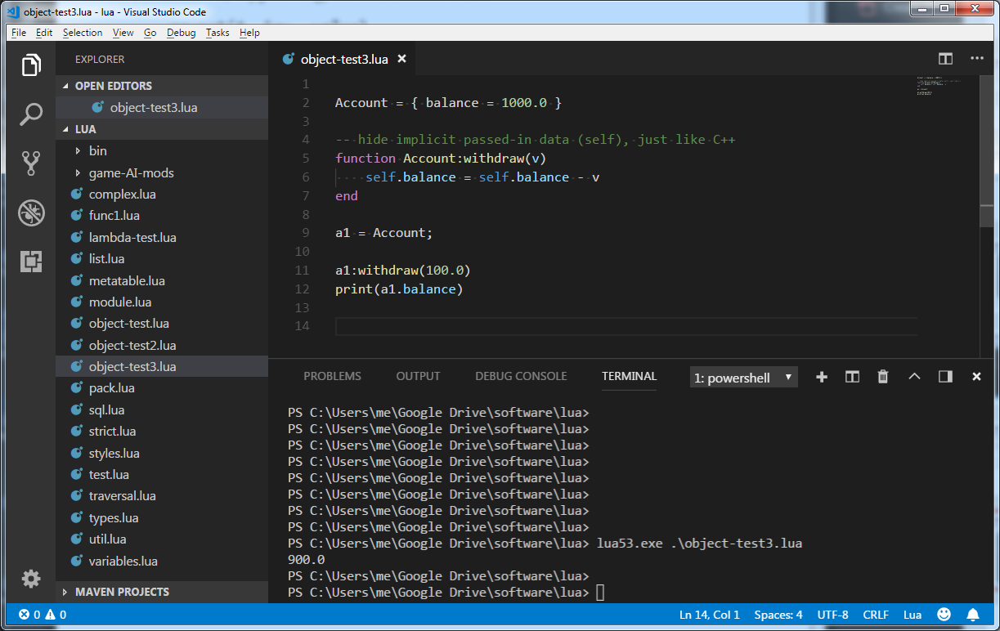 object-test3.lua - lua - Visual Studio Code
File Edit Selection View Go Debug Tasks Help
EXPLORER
OPEN EDITORS
object-test3.lua
LUA
bin
game-AI-mods
complex.lua
func1.lua
lambda-test.lua
list.lua
metatable.lua
module.lua
object-test.lua
object-test2.lua
object-test3.lua
pack.lua
sql.lua
strict.lua
styles.lua
test.lua
traversal.lua
types.lua
util.lua
variables.lua
MAVEN PROJECTS
object-test3.lua
1
2 Account = { balance = 1000.0 }
3
4 -- hide implicit passed-in data (self), just like C++
5 function Account:withdraw(v)
6     self.balance = self.balance - v
7 end
8
9 a1 = Account;
10
11 a1:withdraw(100.0)
12 print(a1.balance)
13
14
PROBLEMS OUTPUT DEBUG CONSOLE TERMINAL 1: powershell
PS C:\Users\me\Google Drive\software\lua>
PS C:\Users\me\Google Drive\software\lua>
PS C:\Users\me\Google Drive\software\lua>
PS C:\Users\me\Google Drive\software\lua>
PS C:\Users\me\Google Drive\software\lua>
PS C:\Users\me\Google Drive\software\lua>
PS C:\Users\me\Google Drive\software\lua>
PS C:\Users\me\Google Drive\software\lua>
PS C:\Users\me\Google Drive\software\lua> lua53.exe .\object-test3.lua
900.0
PS C:\Users\me\Google Drive\software\lua>
PS C:\Users\me\Google Drive\software\lua>
0 0 Ln 14, Col 1 Spaces: 4 UTF-8 CRLF Lua